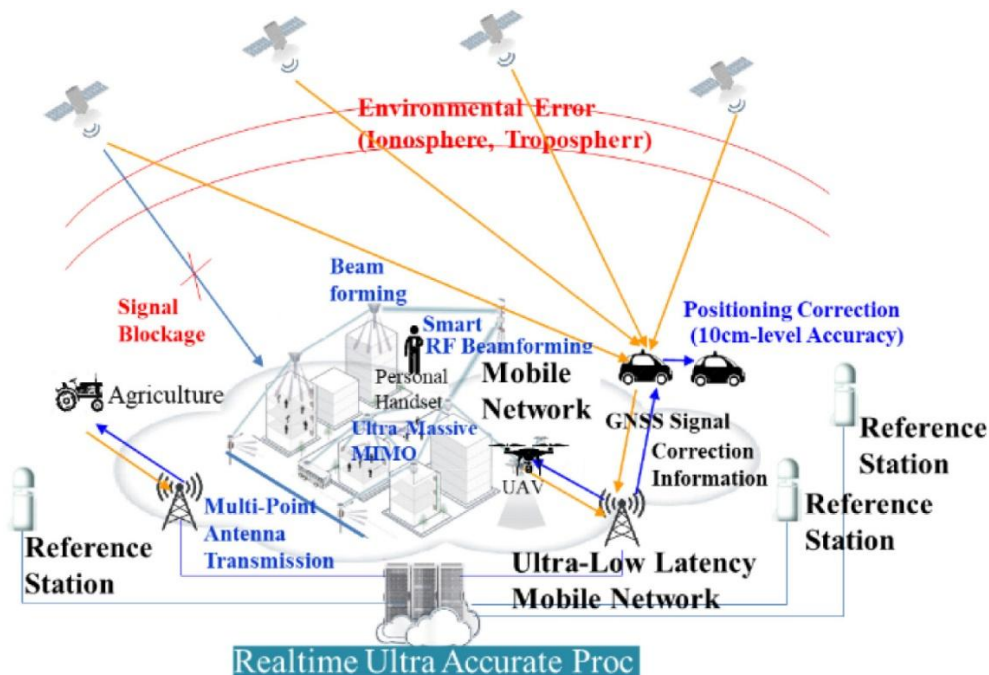 Environmental Error
(Ionosphere, Tropospherr)
Signal
Blockage
Beam
forming
Smart
RF Beamforming
Personal
Handset
Ultra-Massive
MIMO
Mobile
Network
Positioning Correction
(10cm-level Accuracy)
Agriculture
GNSS Signal
Correction
Information
UAV
Reference
Station
Reference
Station
Multi-Point
Antenna
Transmission
Reference
Station
Ultra-Low Latency
Mobile Network
Realtime Ultra Accurate Proc